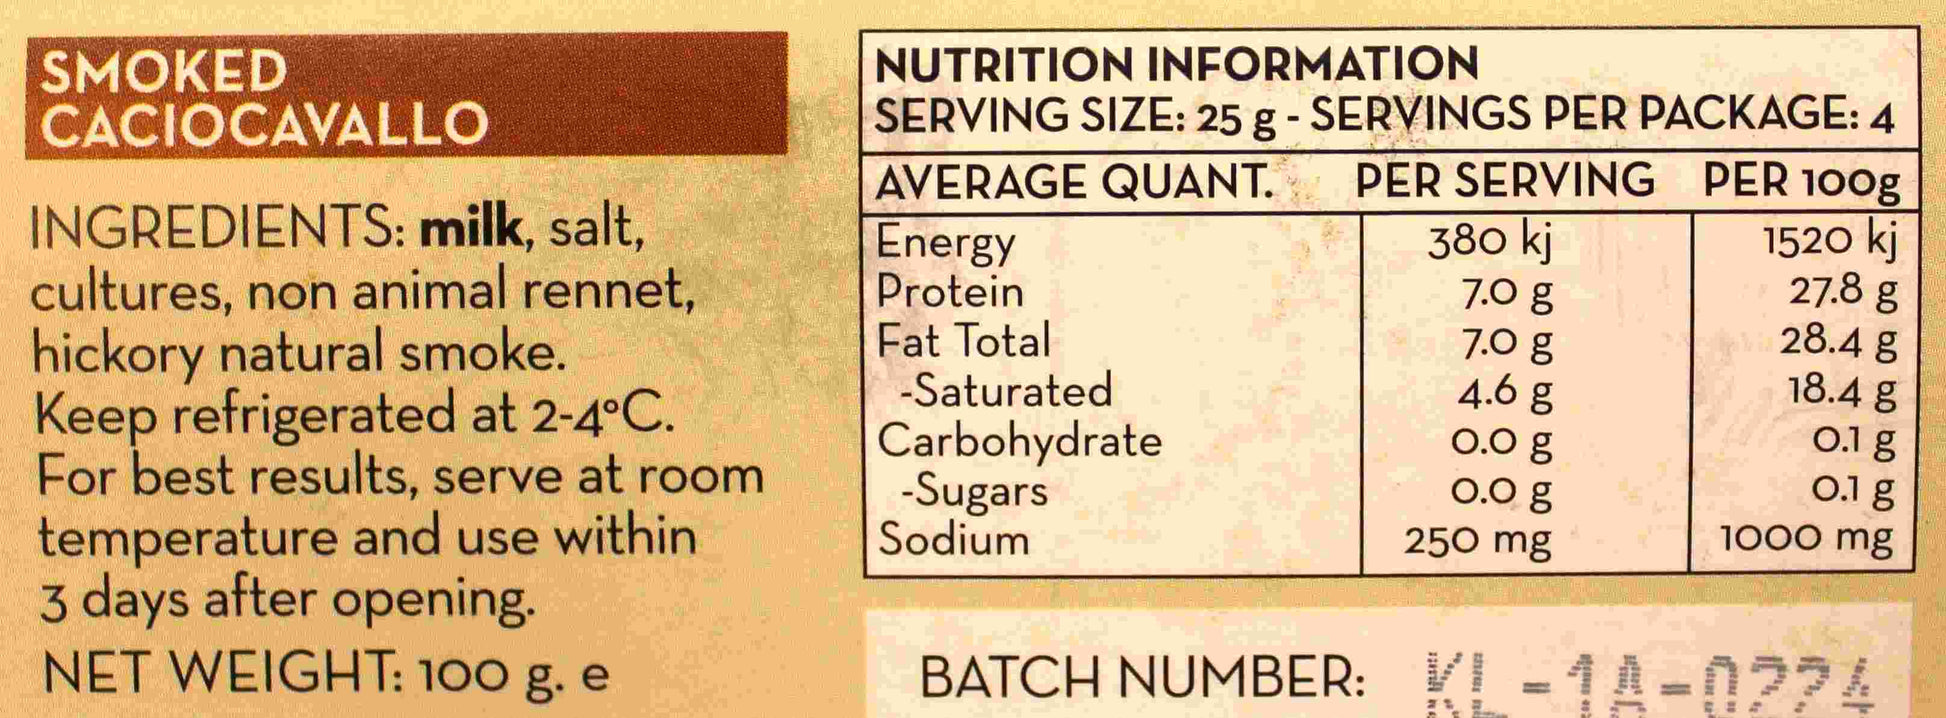 SMOKED
CACIOCAVALLO
INGREDIENTS: milk, salt,
cultures, non animal rennet,
hickory natural smoke.
Keep refrigerated at 2-4°C.
For best results, serve at room
temperature and use within
3 days after opening.
NET WEIGHT: 100 g. e
NUTRITION INFORMATION
SERVING SIZE: 25 g - SERVINGS PER PACKAGE: 4
AVERAGE QUANT. PER SERVING PER 100g
Energy 380 kj 1520 kj
Protein 7.0 g 27.8 g
Fat Total 7.0 g 28.4 g
-Saturated 4.6 g 18.4 g
Carbohydrate 0.0 g 0.1 g
-Sugars 0.0 g 0.1 g
Sodium 250 mg 1000 mg
BATCH NUMBER: